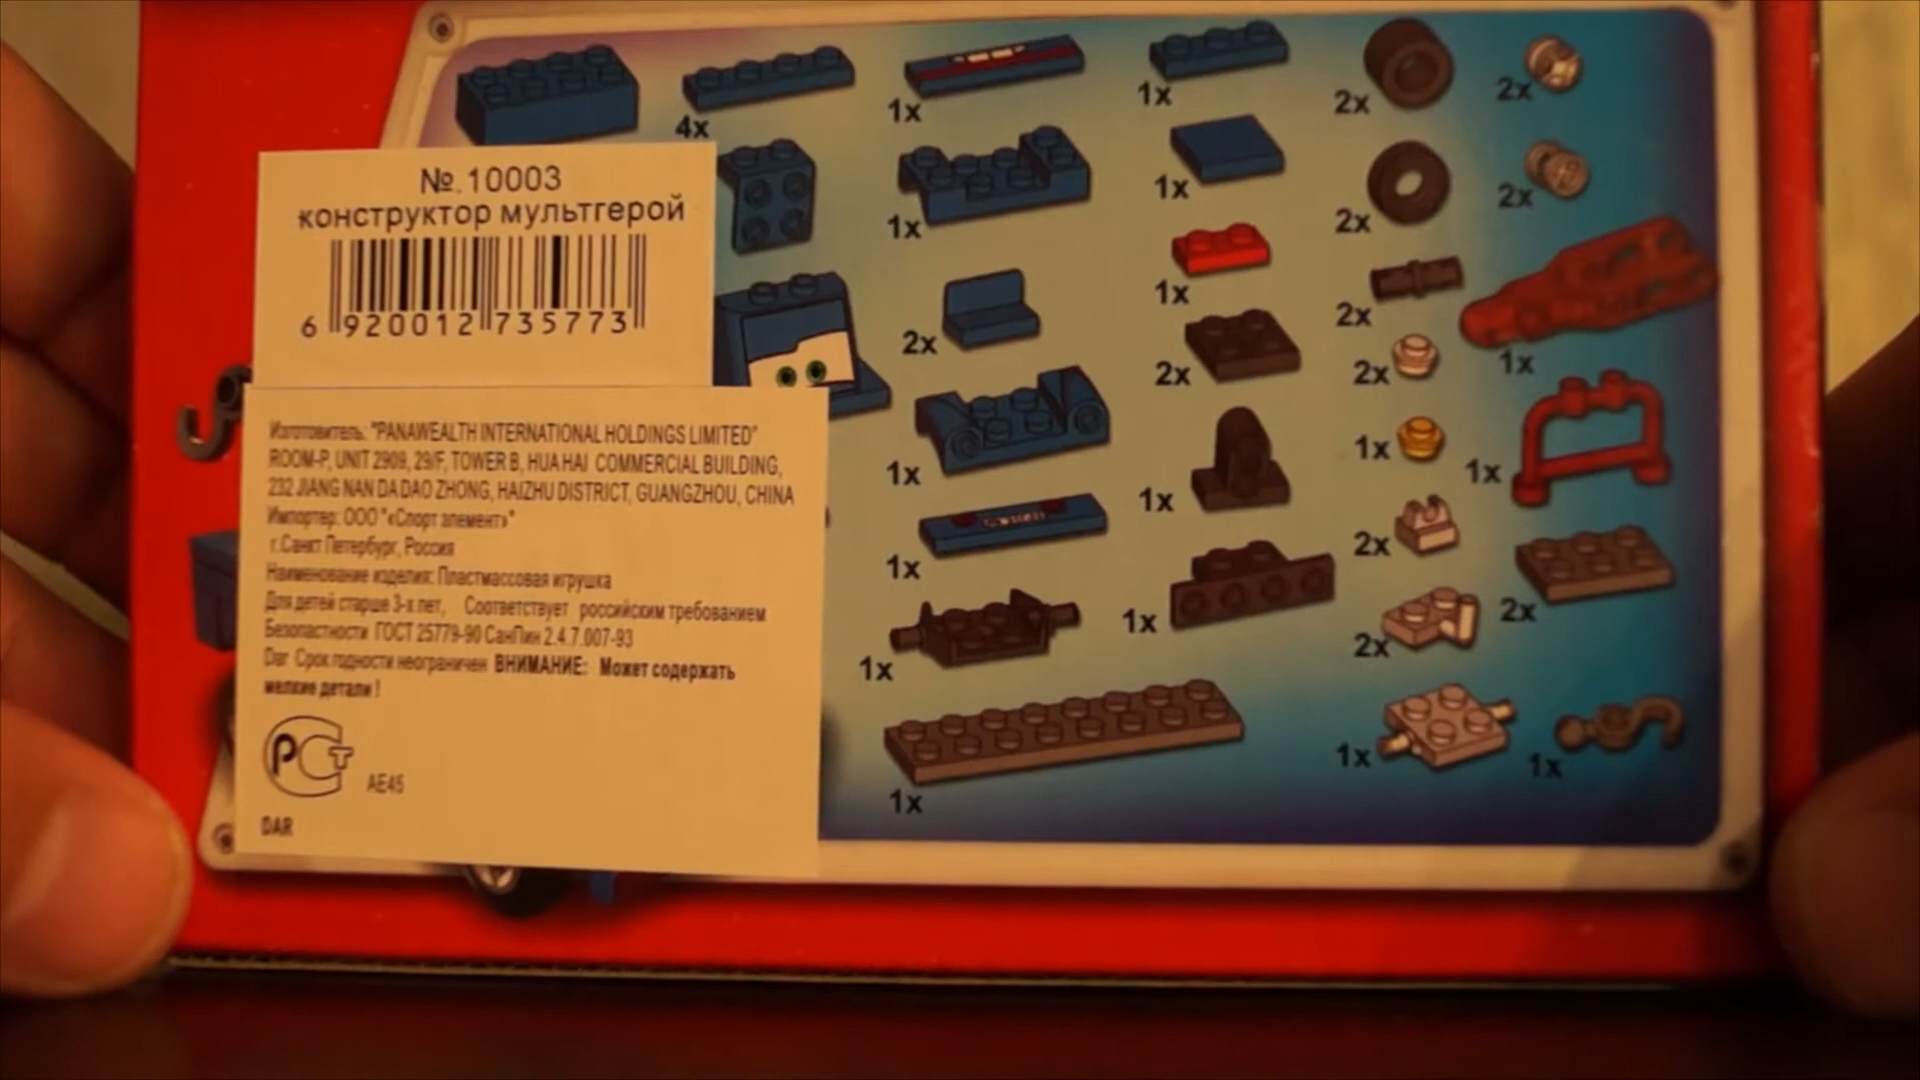 №.10003
конструктор мультгерой
6 920012 735773
Изготовитель: "PANAWEALTH INTERNATIONAL HOLDINGS LIMITED"
ROOM-P, UNIT 2909, 29/F, TOWER B, HUA HAI COMMERCIAL BUILDING,
232 JIANG NAN DA DAO ZHONG, HAIZHU DISTRICT, GUANGZHOU, CHINA
Импортер: ООО "«Спорт элемент»"
г.Санкт Петербург, Россия
Наименование изделия: Пластмассовая игрушка
Для детей старше 3-х лет, Соответствует российским требованием
Безопастности ГОСТ 25779-90 СанПин 2.4.7.007-93
Dar Срок годности неограничен ВНИМАНИЕ: Может содержать
мелкие детали !
РСТ
АЕ45
DAR
4x
1x
1x
2x
2x
1x
1x
2x
2x
1x
2x
2x
2x
2x
1x
1x
1x
1x
1x
1x
2x
1x
1x
2x
2x
1x
1x
1x